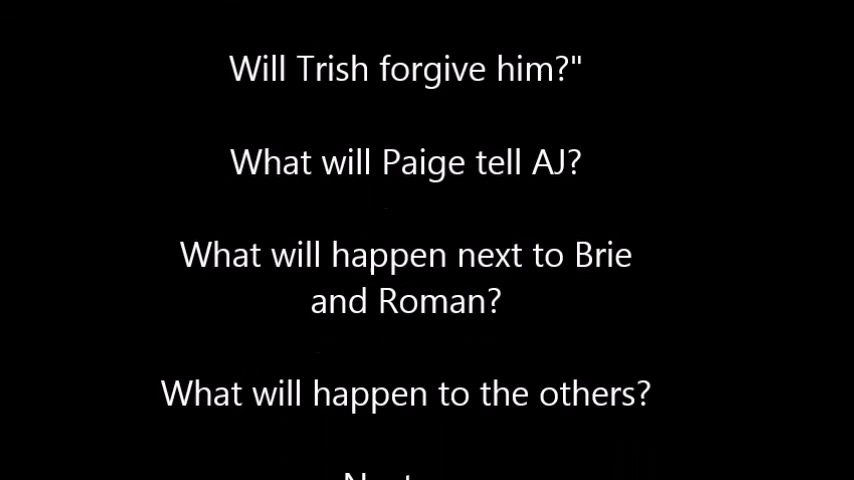 Will Trish forgive him?"
What will Paige tell AJ?
What will happen next to Brie
and Roman?
What will happen to the others?